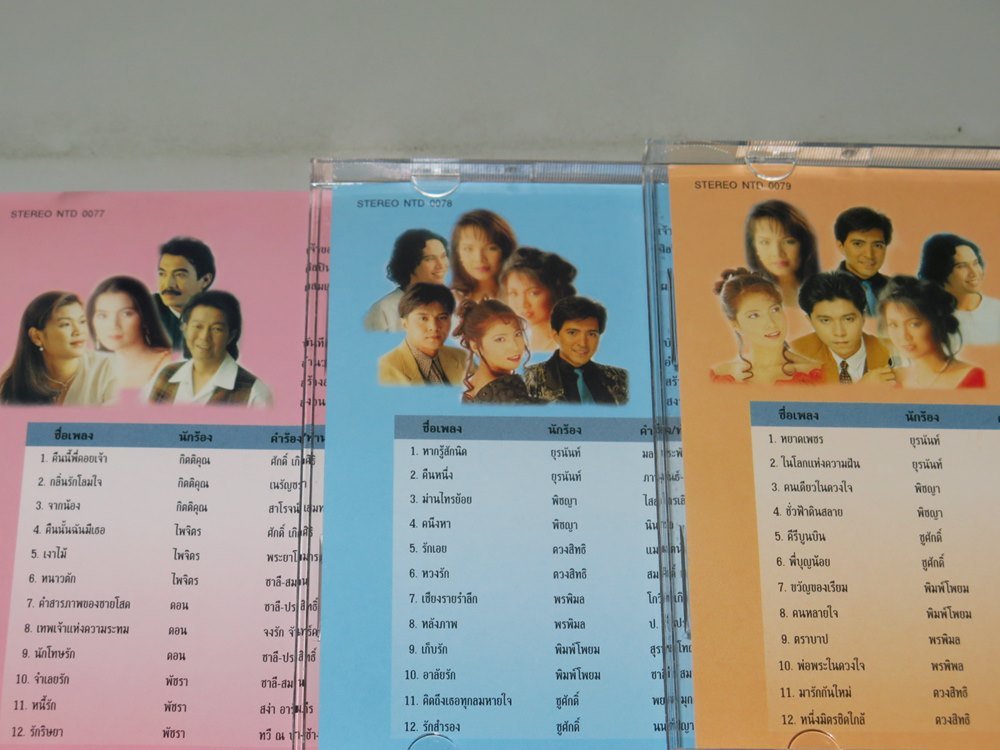 STEREO NTD 0077
ชื่อเพลง นักร้อง
1. คืนนี้พี่คอยเจ้า กิตติคุณ
2. กลิ่นรักโลมใจ กิตติคุณ เนรัญชรา
3. จากน้อง กิตติคุณ
4. คืนนั้นฉันมีเธอ ไพจิตร
5. เงาไม้ ไพจิตร
6. หนาวตัก ไพจิตร
7. คำสารภาพของชายโสด ดอน
8. เทพเจ้าแห่งความระทม ดอน
9. นักโทษรัก ดอน
10. จำเลยรัก พัชรา
11. หนี้รัก พัชรา
12. รักริษยา พัชรา
STEREO NTD 0078
ชื่อเพลง นักร้อง
1. หากรู้สักนิด ยุรนันท์
2. คืนหนึ่ง ยุรนันท์
3. ม่านไทรย้อย พิชญา
4. คนึงหา พิชญา
5. รักเอย ดวงสิทธิ
6. หวงรัก ดวงสิทธิ
7. เชียงรายรำลึก พรพิมล
8. หลังภาพ พรพิมล
9. เก็บรัก พิมพ์โพยม
10. อาลัยรัก พิมพ์โพยม
11. คิดถึงเธอทุกลมหายใจ ชูศักดิ์
12. รักสำรอง ชูศักดิ์
STEREO NTD 0079
ชื่อเพลง นักร้อง
1. หยาดเพชร ยุรนันท์
2. ในโลกแห่งความฝัน ยุรนันท์
3. คนเดียวในดวงใจ พิชญา
4. ชั่วฟ้าดินสลาย พิชญา
5. คีรีบูนบิน ชูศักดิ์
6. พี่บุญน้อย ชูศักดิ์
7. ขวัญของเรียม พิมพ์โพยม
8. คนหลายใจ พิมพ์โพยม
9. ตราบาป พรพิมล
10. พ่อพระในดวงใจ พรพิพล
11. มารักกันใหม่ ดวงสิทธิ
12. หนึ่งมิตรชิดใกล้ ดวงสิทธิ